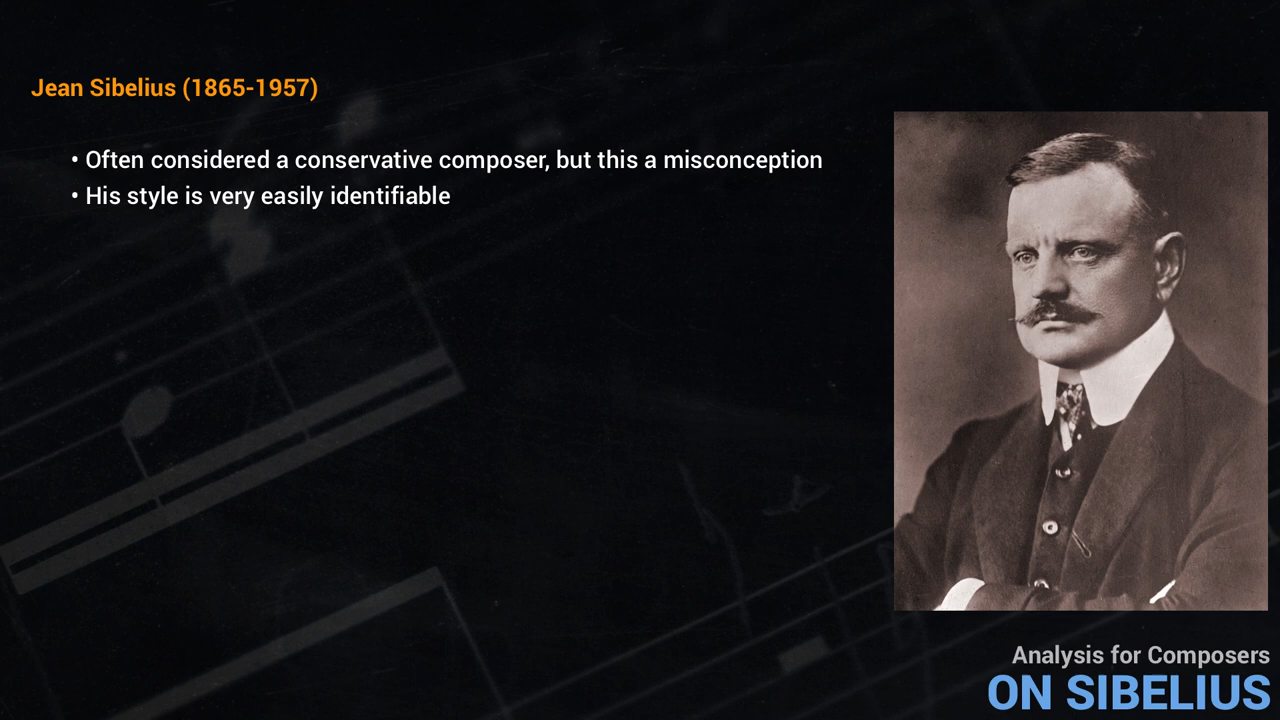 Jean Sibelius (1865-1957)
• Often considered a conservative composer, but this a misconception
• His style is very easily identifiable
Analysis for Composers
ON SIBELIUS